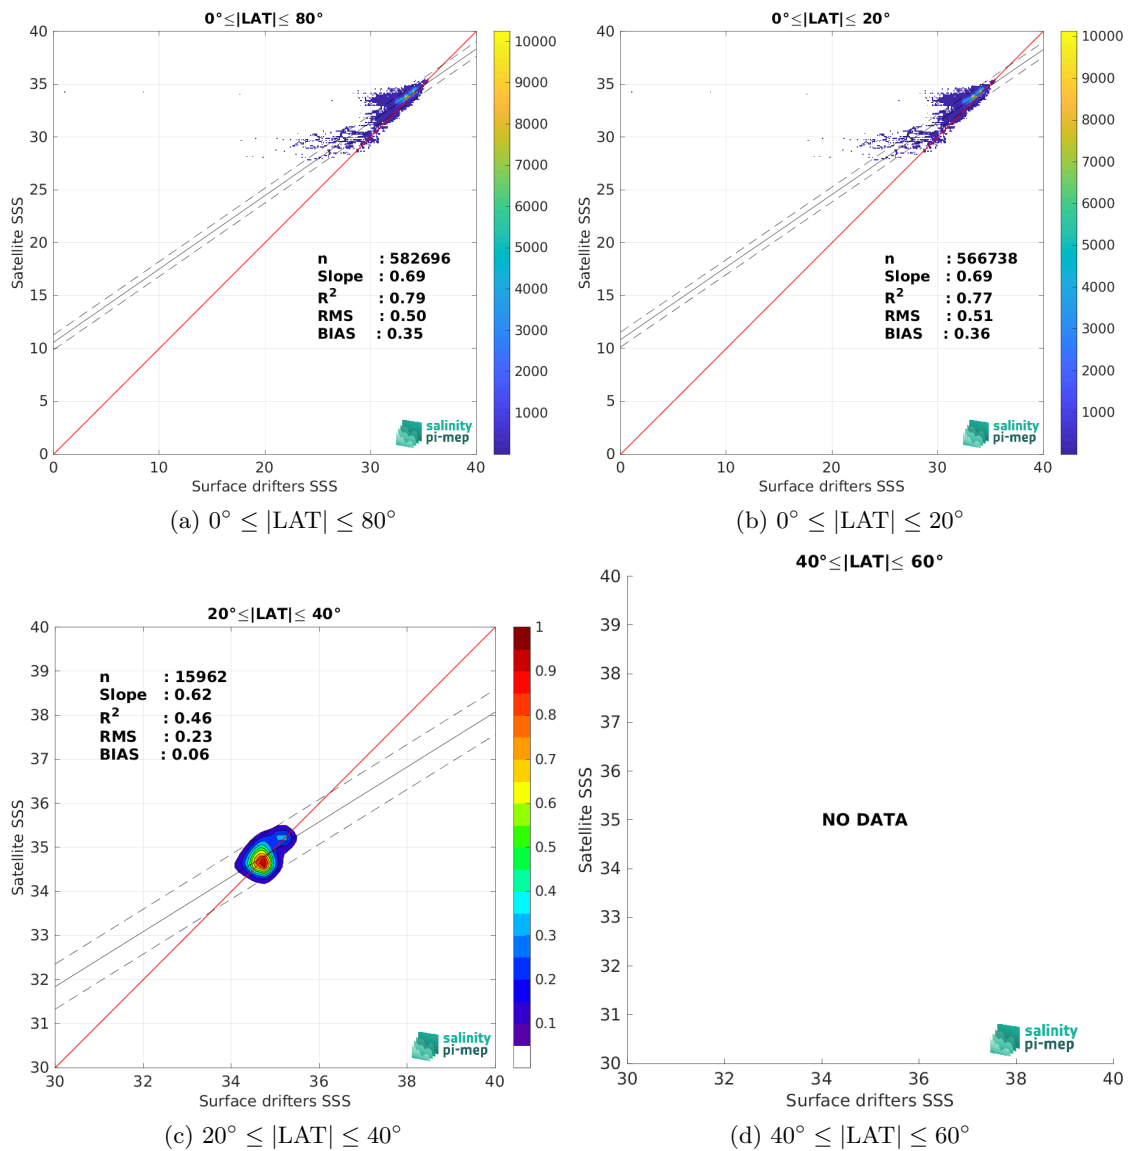 0°≤|LAT|≤ 80°
40
35
30
25
20
15
10
5
0
Satellite SSS
n : 582696
Slope : 0.69
R² : 0.79
RMS : 0.50
BIAS : 0.35
salinity
pi-mep
0 10 20 30 40
Surface drifters SSS
10000
9000
8000
7000
6000
5000
4000
3000
2000
1000
(a) 0° ≤ |LAT| ≤ 80°
0°≤|LAT|≤ 20°
40
35
30
25
20
15
10
5
0
Satellite SSS
n : 566738
Slope : 0.69
R² : 0.77
RMS : 0.51
BIAS : 0.36
salinity
pi-mep
0 10 20 30 40
Surface drifters SSS
10000
9000
8000
7000
6000
5000
4000
3000
2000
1000
(b) 0° ≤ |LAT| ≤ 20°
20°≤|LAT|≤ 40°
40
39
38
37
36
35
34
33
32
31
30
Satellite SSS
n : 15962
Slope : 0.62
R² : 0.46
RMS : 0.23
BIAS : 0.06
salinity
pi-mep
30 32 34 36 38 40
Surface drifters SSS
1
0.9
0.8
0.7
0.6
0.5
0.4
0.3
0.2
0.1
(c) 20° ≤ |LAT| ≤ 40°
40°≤|LAT|≤ 60°
40
39
38
37
36
35
34
33
32
31
30
Satellite SSS
NO DATA
salinity
pi-mep
30 32 34 36 38 40
Surface drifters SSS
(d) 40° ≤ |LAT| ≤ 60°